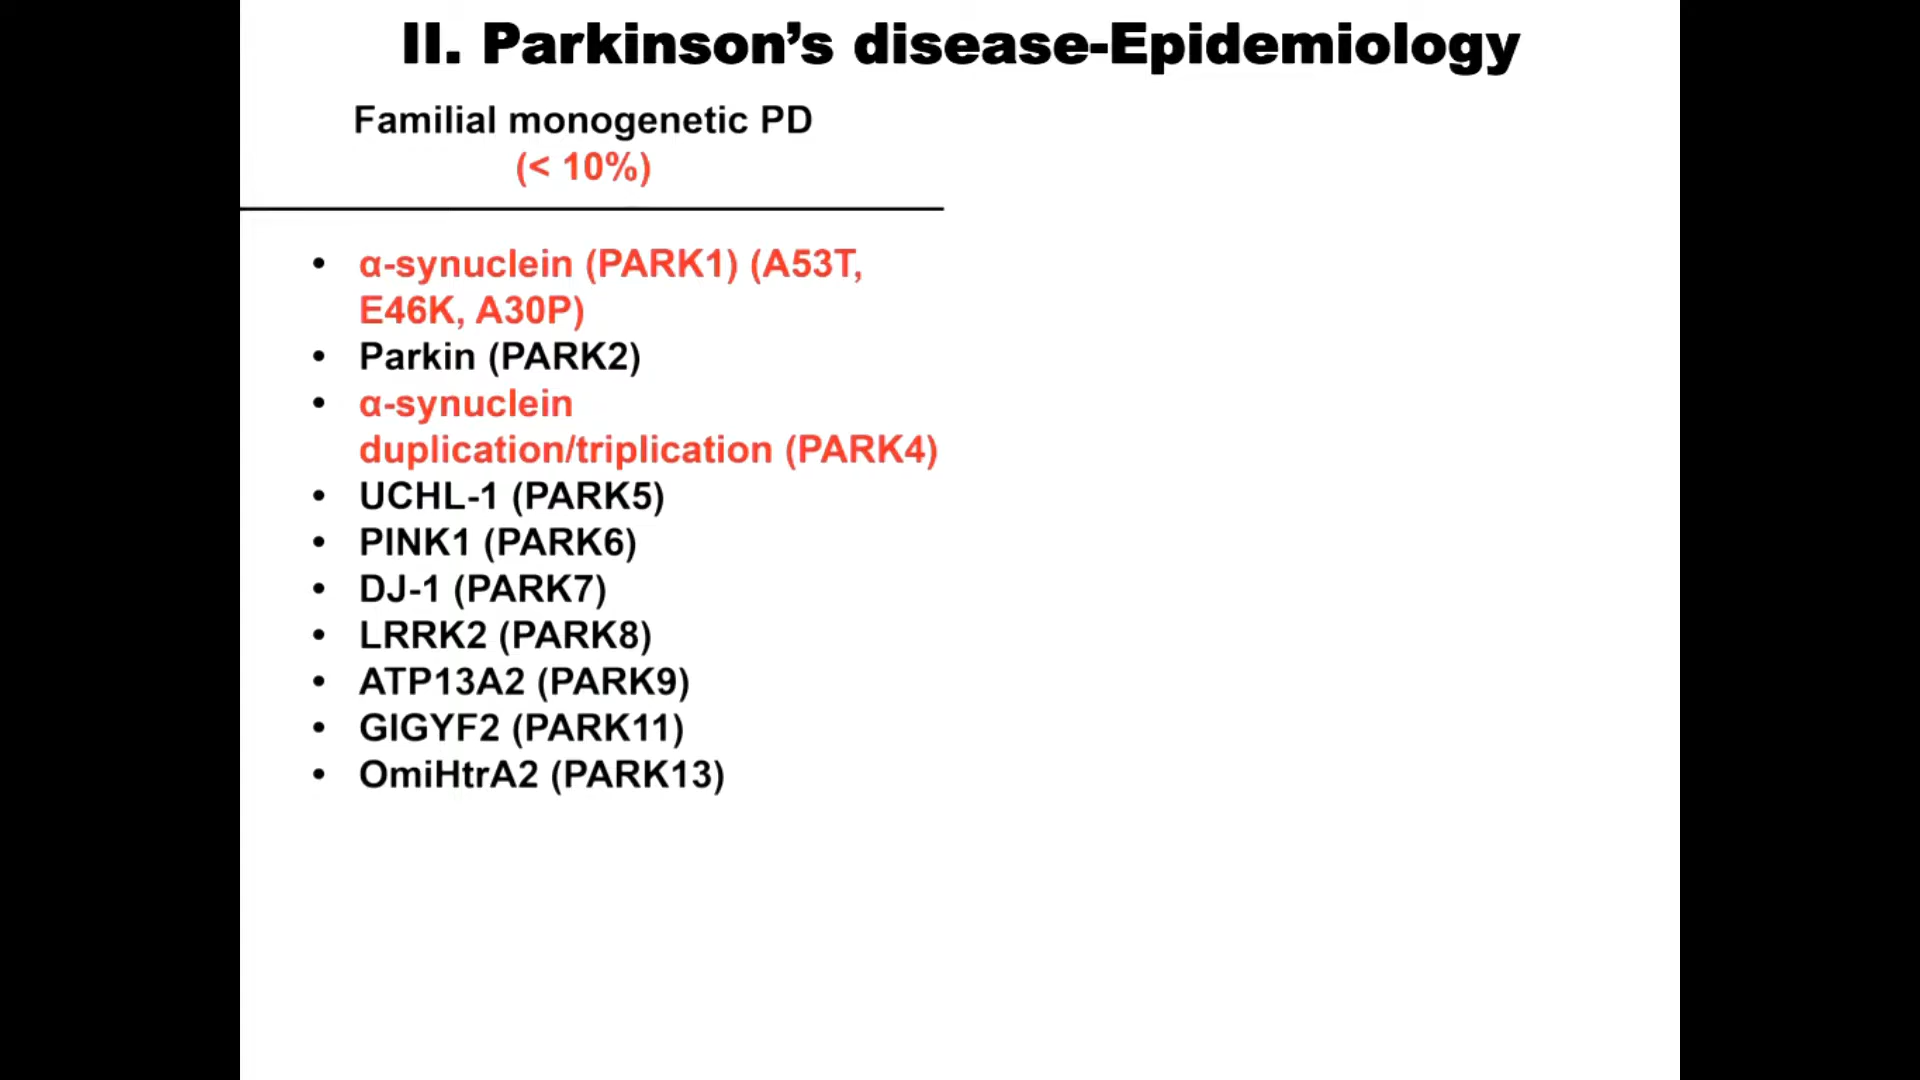 II. Parkinson’s disease-Epidemiology
Familial monogenetic PD
(< 10%)
• α-synuclein (PARK1) (A53T,
E46K, A30P)
• Parkin (PARK2)
• α-synuclein
duplication/triplication (PARK4)
• UCHL-1 (PARK5)
• PINK1 (PARK6)
• DJ-1 (PARK7)
• LRRK2 (PARK8)
• ATP13A2 (PARK9)
• GIGYF2 (PARK11)
• OmiHtrA2 (PARK13)